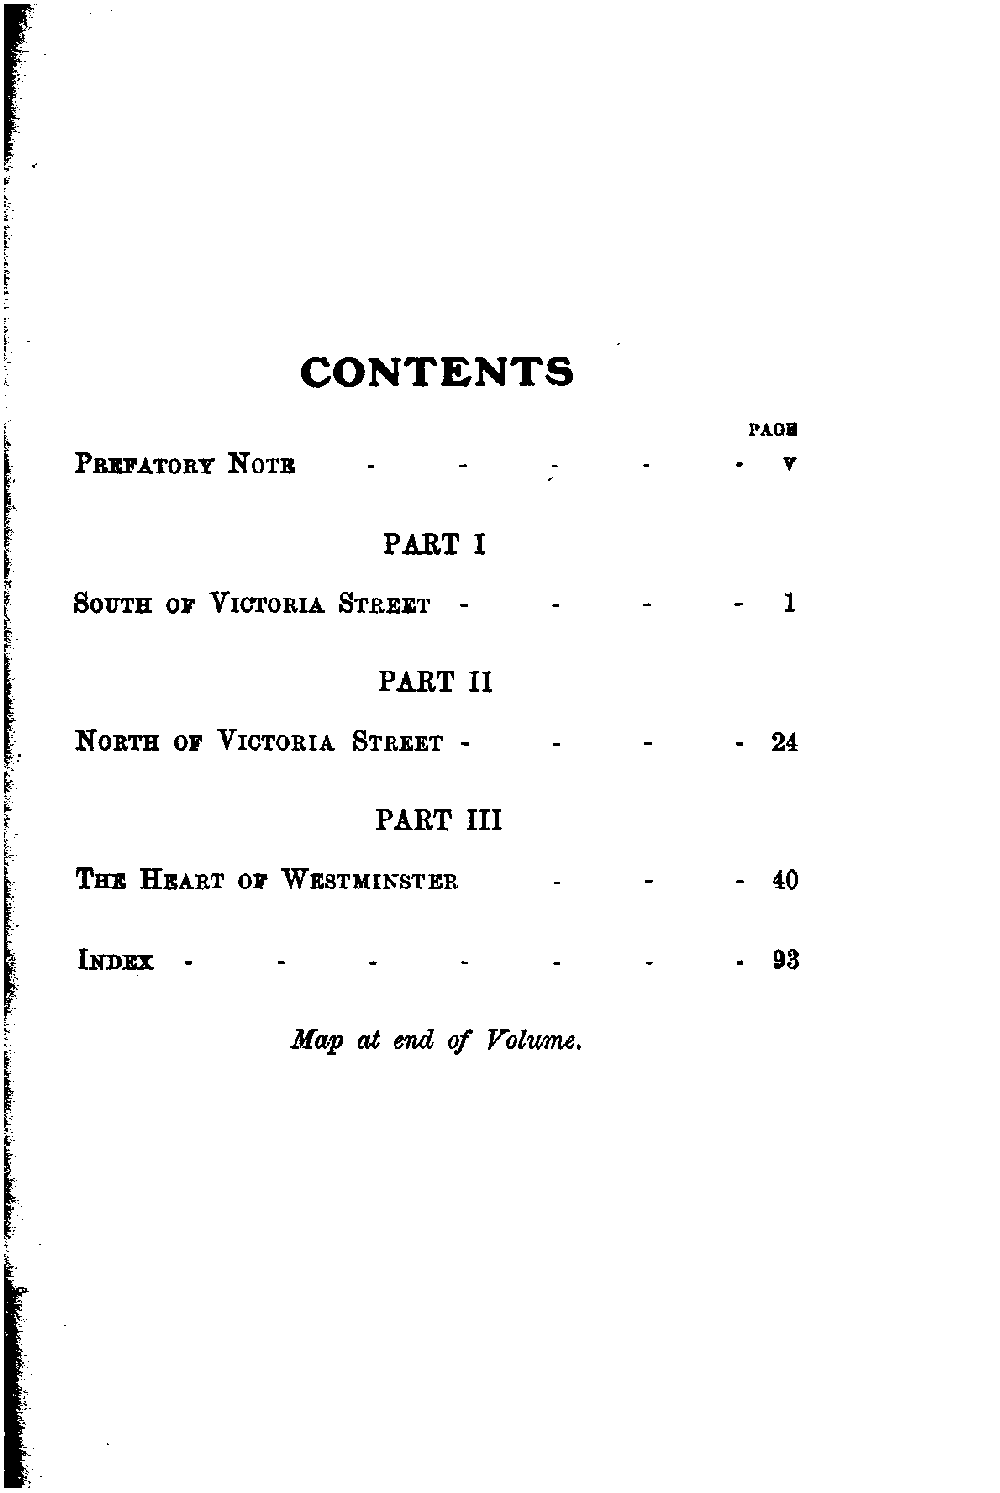 CONTENTS
PAGE
PREFATORY NOTE - - - - - v
PART I
SOUTH OF VICTORIA STREET - - - - 1
PART II
NORTH OF VICTORIA STREET - - - - 24
PART III
THE HEART OF WESTMINSTER - - - 40
INDEX - - - - - - - 93
Map at end of Volume.